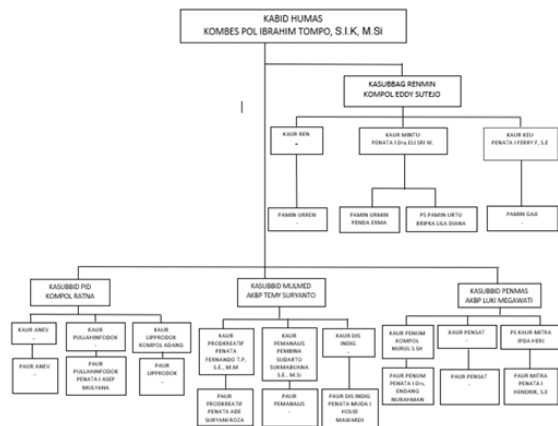 KABID HUMAS
KOMBES POL IBRAHIM TOMPO, S.I.K, M.Si
KASUBBAG RENMIN
KOMPOL EDDY SUTEJO
KAUR REN
-
KAUR MINTU
PENATA I Dra.ELI SRI W.
KAUR KEU
PENATA I FERRY F, S.E
PAMIN URREN
-
PAMIN URMIN
PENDA ERMA
PS PAMIN URTU
BRIPKA LILA DIANA
PAMIN GAJI
-
KASUBBID PID
KOMPOL RATNA
KASUBBID MULMED
AKBP TEMY SURYANTO
KASUBBID PENMAS
AKBP LUKI MEGAWATI
KAUR ANEV
-
KAUR
PULLAHINFODOK
-
KAUR LIPPRODOK
KOMPOL ADANG
KAUR
PRODKREATIF
PENATA
FERNANDO T.P,
S.E., M.M
KAUR
PEMANALIS
PEMBINA
SUDARTO
SUKMABUANA
S.E., M.Si
KAUR DIS
INDIG
-
KAUR PENUM
KOMPOL
NURUL S SH
KAUR PENSAT
-
PS KAUR MITRA
IPDA HERI
PAUR ANEV
-
PAUR
PULLAHINFODOK
PENATA I ASEP
MULYANA
PAUR
LIPPRODOK
-
PAUR
PRODKREATIF
PENATA ADE
SURYANI ROZA
PAUR
PEMANALIS
-
PAUR DIS INDIG
PENATA MUDA I
HOLID
MAWARDI
PAUR PENUM
PENATA I Drs.
ENDANG
NURAHMAN
PAUR PENSAT
-
PAUR MITRA
PENATA I
HENDRIK, S.E